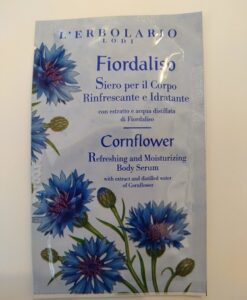 L'ERBOLARIO
LODI
Fiordaliso
Siero per il Corpo
Rinfrescante e Idratante
con estratto e acqua distillata
di Fiordaliso
Cornflower
Refreshing and Moisturizing
Body Serum
with extract and distilled water
of Cornflower